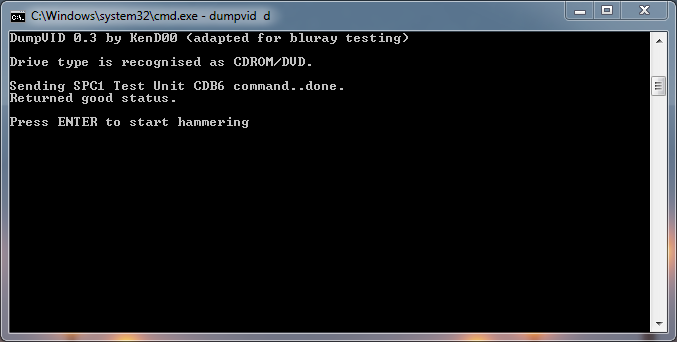 C:\Windows\system32\cmd.exe - dumpvid  d
DumpVID 0.3 by KenD00 (adapted for bluray testing)
Drive type is recognised as CDROM/DVD.
Sending SPC1 Test Unit CDB6 command..done.
Returned good status.
Press ENTER to start hammering